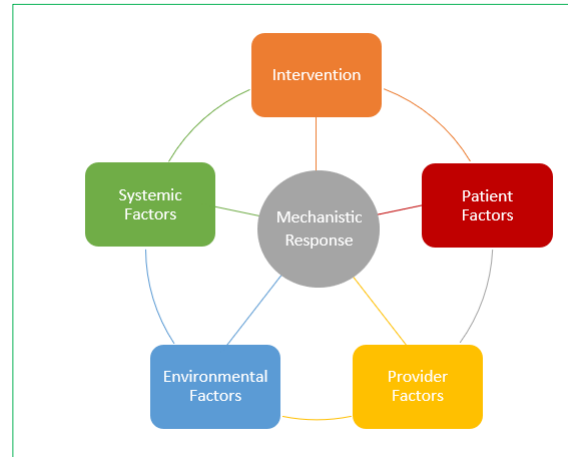 Intervention
Systemic
Factors
Patient
Factors
Mechanistic
Response
Environmental
Factors
Provider
Factors